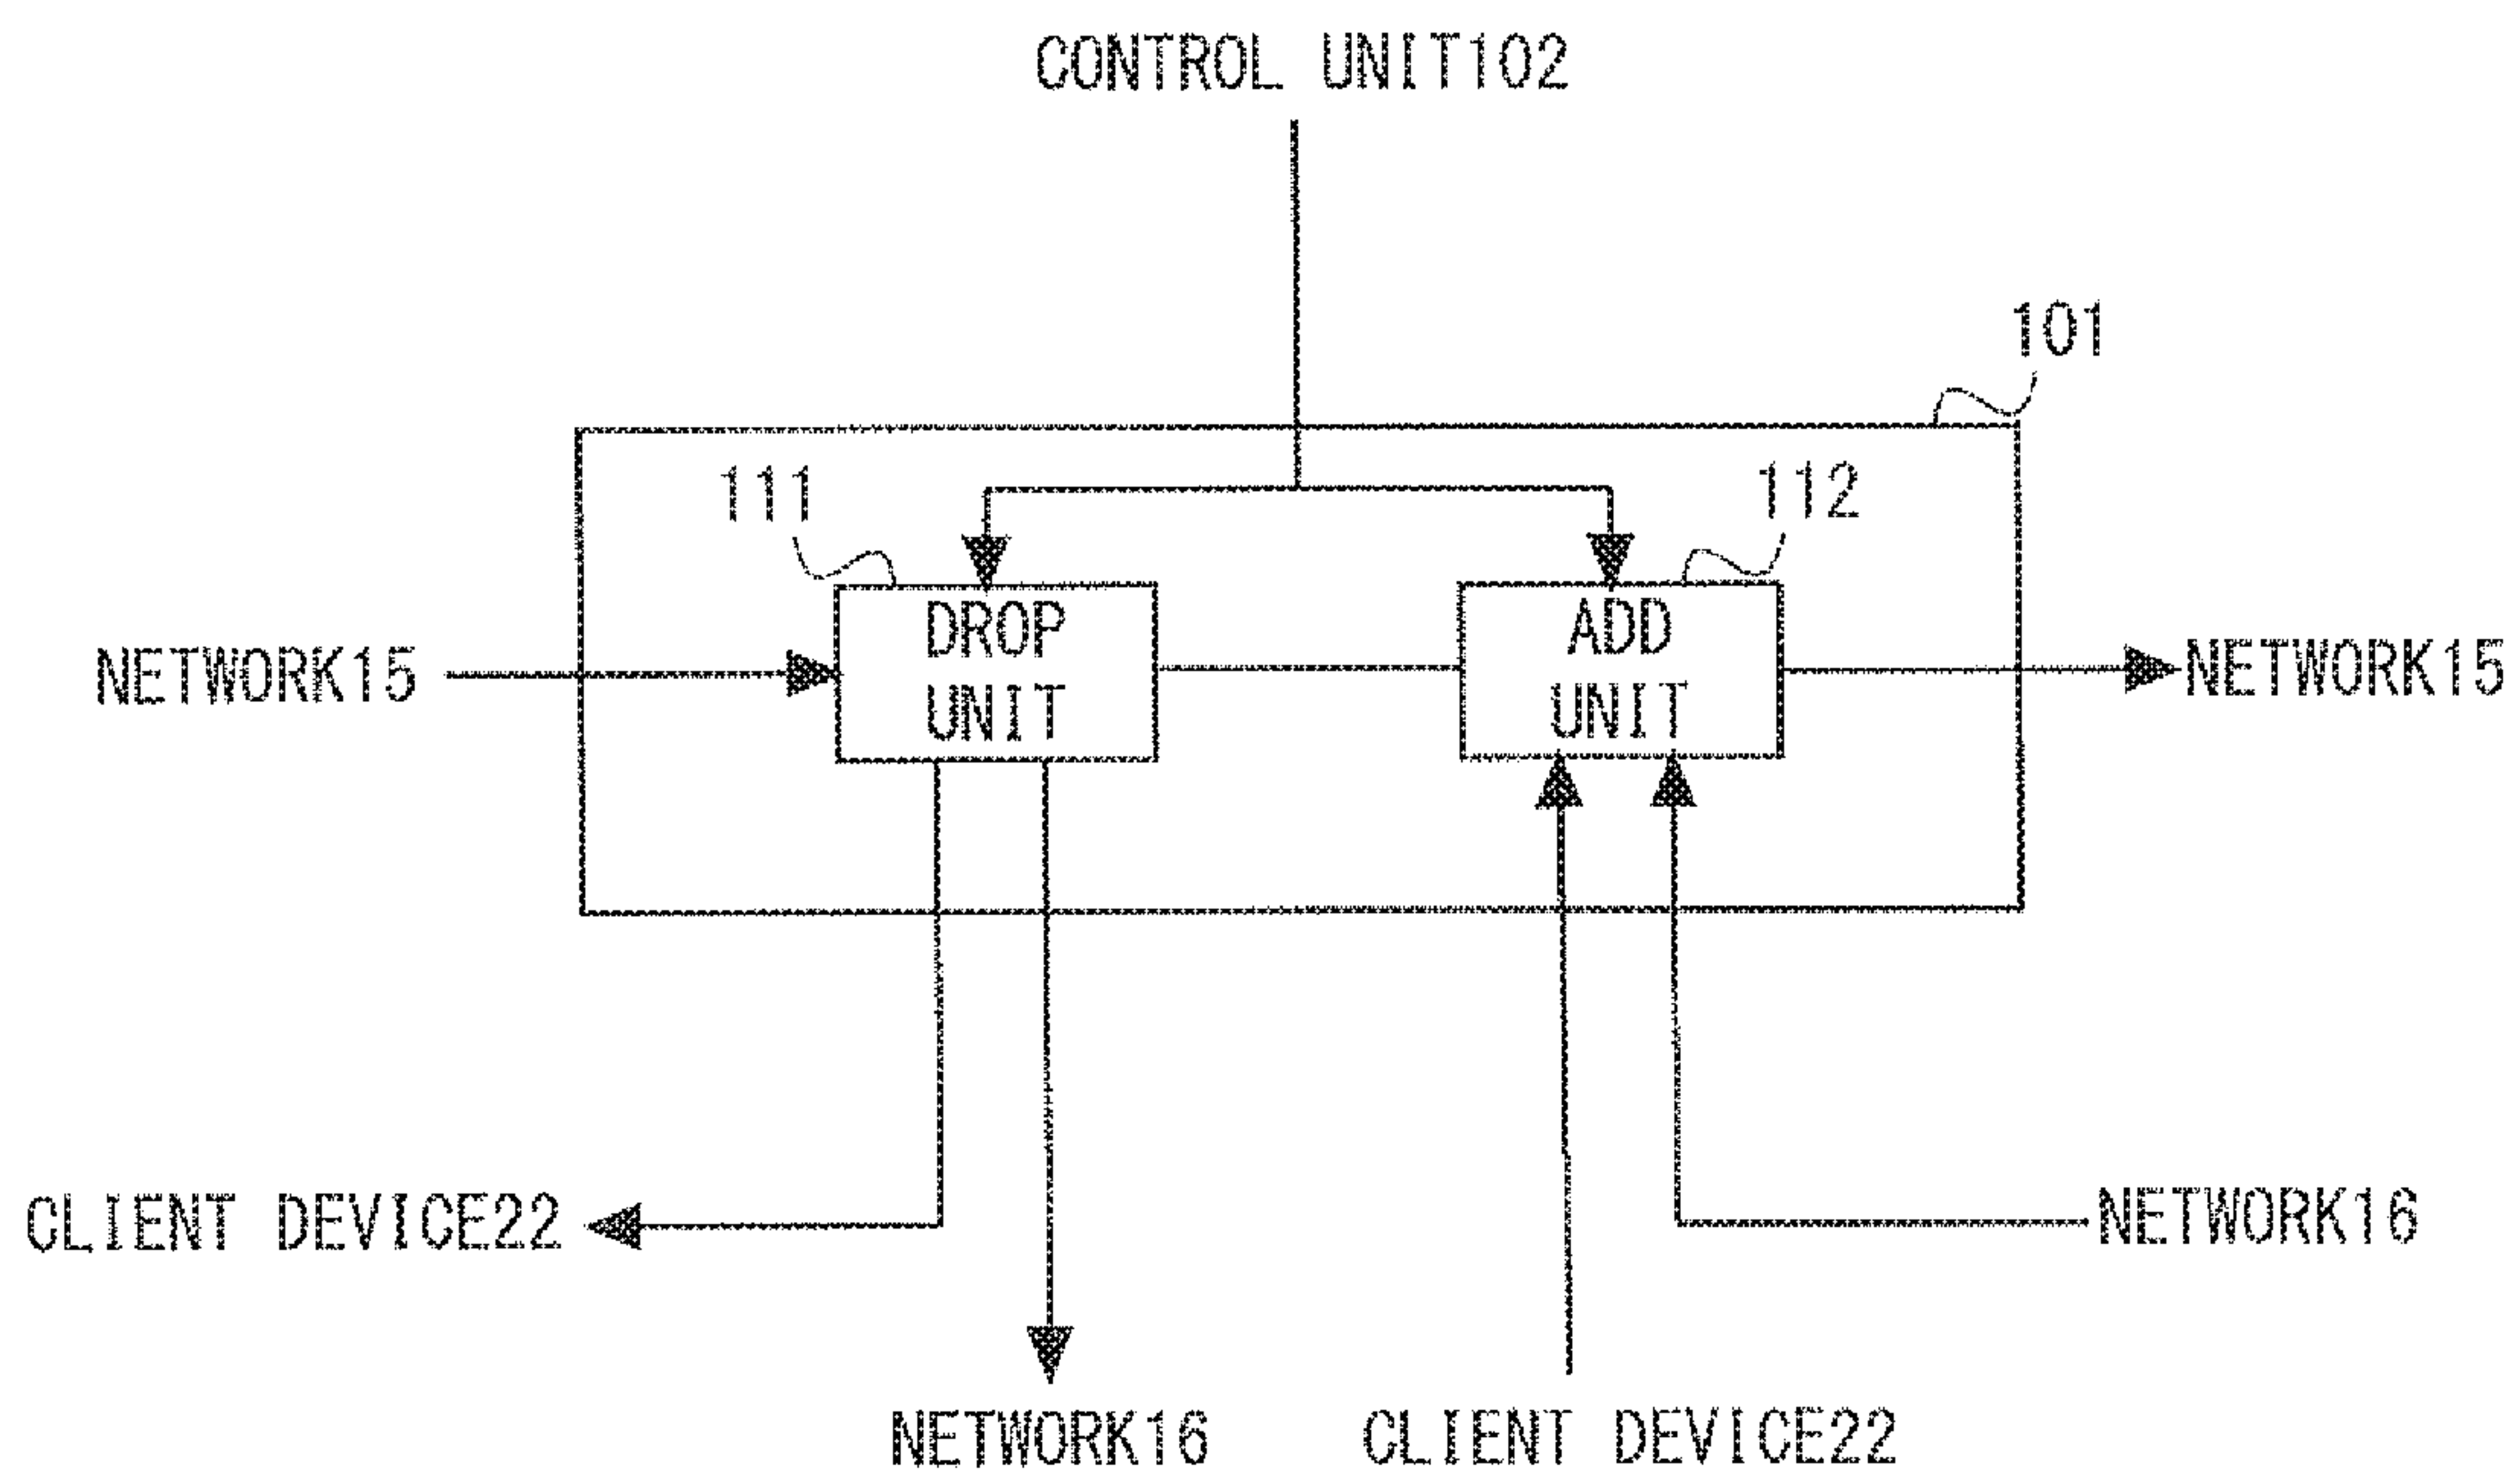 CONTROL UNIT102
101
111
112
DROP
UNIT
ADD
UNIT
NETWORK15
NETWORK15
CLIENT DEVICE22
NETWORK16
NETWORK16
CLIENT DEVICE22